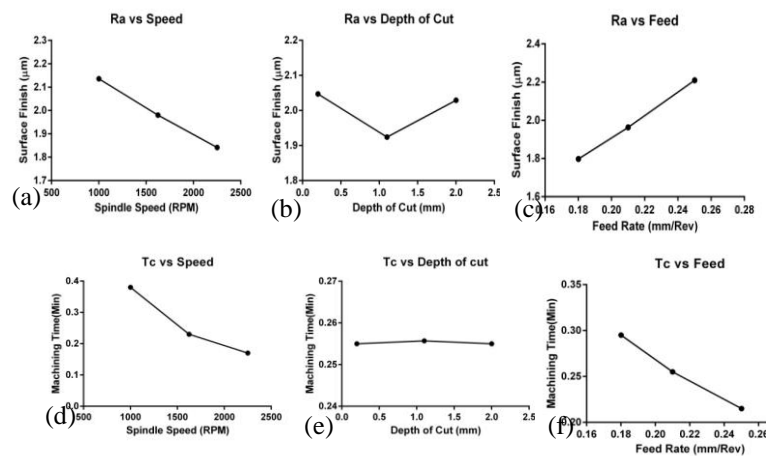 Ra vs Speed
Surface Finish (µm)
2.3
2.2
2.1
2.0
1.9
1.8
1.7
500 1000 1500 2000 2500
Spindle Speed (RPM)
(a)
Ra vs Depth of Cut
Surface Finish (µm)
2.2
2.1
2.0
1.9
1.8
0.0 0.5 1.0 1.5 2.0 2.5
Depth of Cut (mm)
(b)
Ra vs Feed
Surface Finish (µm)
2.4
2.2
2.0
1.8
1.6
0.16 0.18 0.20 0.22 0.24 0.26 0.28
Feed Rate (mm/Rev)
(c)
Tc vs Speed
Machining Time(Min)
0.4
0.3
0.2
0.1
0.0
500 1000 1500 2000 2500
Spindle Speed (RPM)
(d)
Tc vs Depth of cut
Machining Time(Min)
0.27
0.26
0.25
0.24
0.0 0.5 1.0 1.5 2.0 2.5
Depth of Cut (mm)
(e)
Tc vs Feed
Machining Time(Min)
0.35
0.30
0.25
0.20
0.16 0.18 0.20 0.22 0.24 0.26
Feed Rate (mm/Rev)
(f)